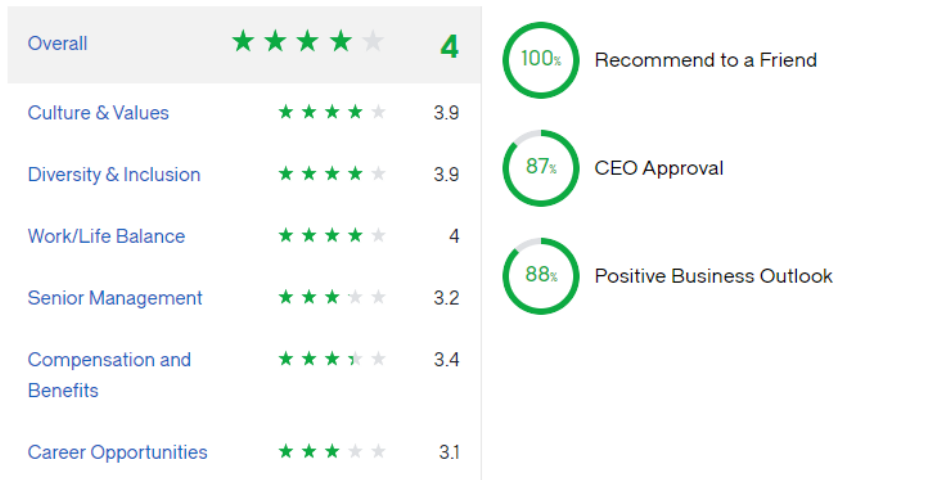 Overall 4
Culture & Values 3.9
Diversity & Inclusion 3.9
Work/Life Balance 4
Senior Management 3.2
Compensation and 3.4
Benefits
Career Opportunities 3.1
100% Recommend to a Friend
87% CEO Approval
88% Positive Business Outlook